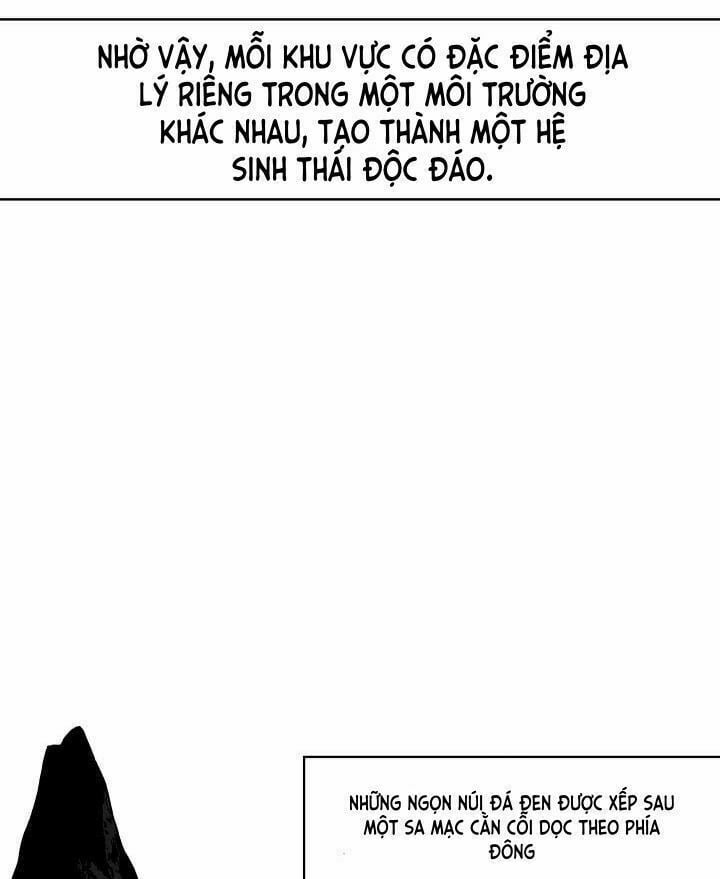 NHỜ VẬY, MỖI KHU VỰC CÓ ĐẶC ĐIỂM ĐỊA
LÝ RIÊNG TRONG MỘT MÔI TRƯỜNG
KHÁC NHAU, TẠO THÀNH MỘT HỆ
SINH THÁI ĐỘC ĐÁO.
NHỮNG NGỌN NÚI ĐÁ ĐEN ĐƯỢC XẾP SAU
MỘT SA MẠC CẰN CỖI DỌC THEO PHÍA
ĐÔNG